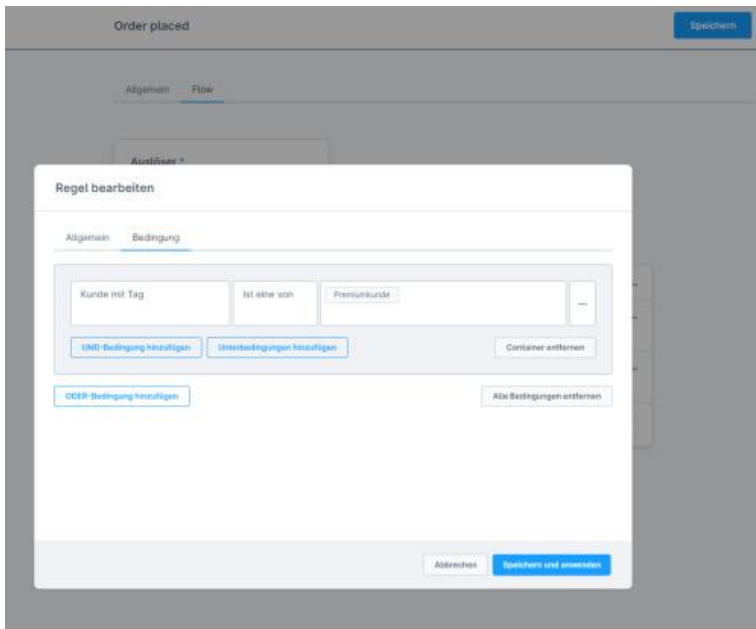 Order placed
Speichern
Allgemein Flow
Auslöser *
Regel bearbeiten
Allgemein Bedingung
Kunde mit Tag Ist eine von Premiumkunde ...
UND-Bedingung hinzufügen Unterbedingungen hinzufügen Container entfernen
ODER-Bedingung hinzufügen Alle Bedingungen entfernen
Abbrechen Speichern und anwenden